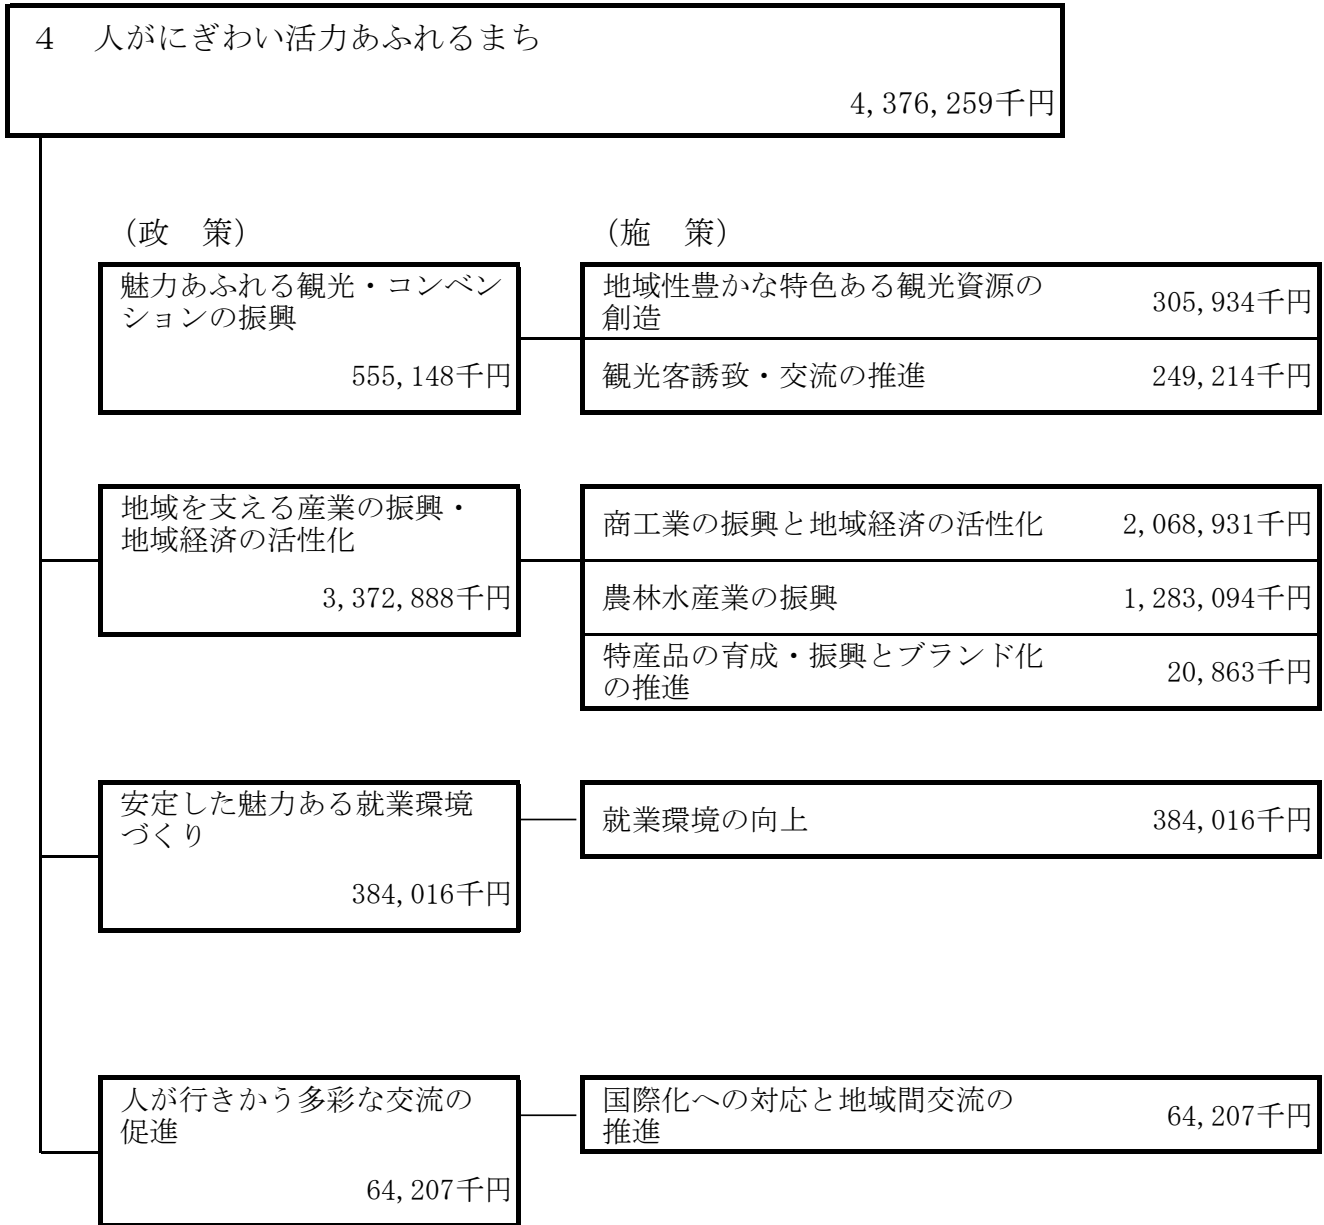 ４　人がにぎわい活力あふれるまち
4,376,259千円
（政　策）
（施　策）
魅力あふれる観光・コンベン
ションの振興
555,148千円
地域性豊かな特色ある観光資源の
創造
305,934千円
観光客誘致・交流の推進
249,214千円
地域を支える産業の振興・
地域経済の活性化
3,372,888千円
商工業の振興と地域経済の活性化
2,068,931千円
農林水産業の振興
1,283,094千円
特産品の育成・振興とブランド化
の推進
20,863千円
安定した魅力ある就業環境
づくり
384,016千円
就業環境の向上
384,016千円
人が行きかう多彩な交流の
促進
64,207千円
国際化への対応と地域間交流の
推進
64,207千円